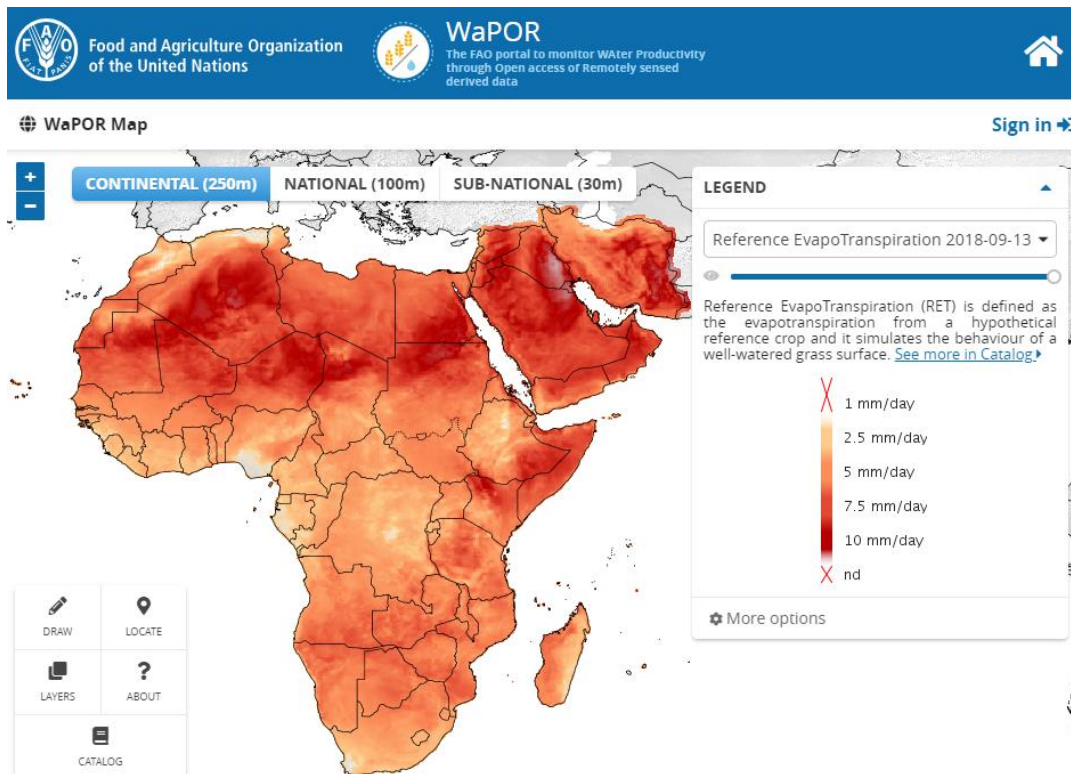 FAO
FIAT PANIS
Food and Agriculture Organization
of the United Nations
WaPOR
The FAO portal to monitor WAter Productivity
through Open access of Remotely sensed
derived data
WaPOR Map
Sign in
+
−
CONTINENTAL (250m)
NATIONAL (100m)
SUB-NATIONAL (30m)
LEGEND
Reference EvapoTranspiration 2018-09-13
Reference EvapoTranspiration (RET) is defined as
the evapotranspiration from a hypothetical
reference crop and it simulates the behaviour of a
well-watered grass surface. See more in Catalog
1 mm/day
2.5 mm/day
5 mm/day
7.5 mm/day
10 mm/day
nd
More options
DRAW
LOCATE
LAYERS
?
ABOUT
CATALOG